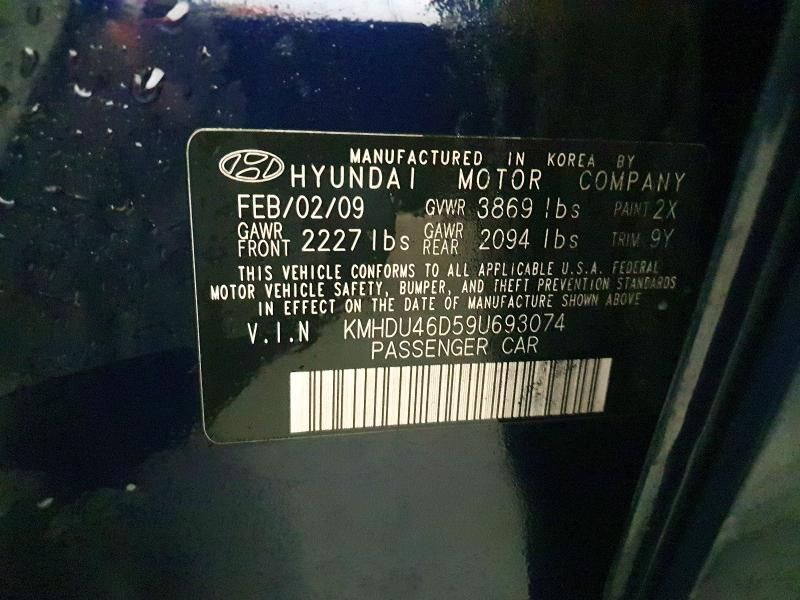 MANUFACTURED IN KOREA BY
HYUNDAI MOTOR COMPANY
FEB/02/09 GVWR 3869 lbs PAINT 2X
GAWR FRONT 2227 lbs GAWR REAR 2094 lbs TRIM 9Y
THIS VEHICLE CONFORMS TO ALL APPLICABLE U.S.A. FEDERAL
MOTOR VEHICLE SAFETY, BUMPER, AND THEFT PREVENTION STANDARDS
IN EFFECT ON THE DATE OF MANUFACTURE SHOWN ABOVE
V.I.N KMHDU46D59U693074
PASSENGER CAR